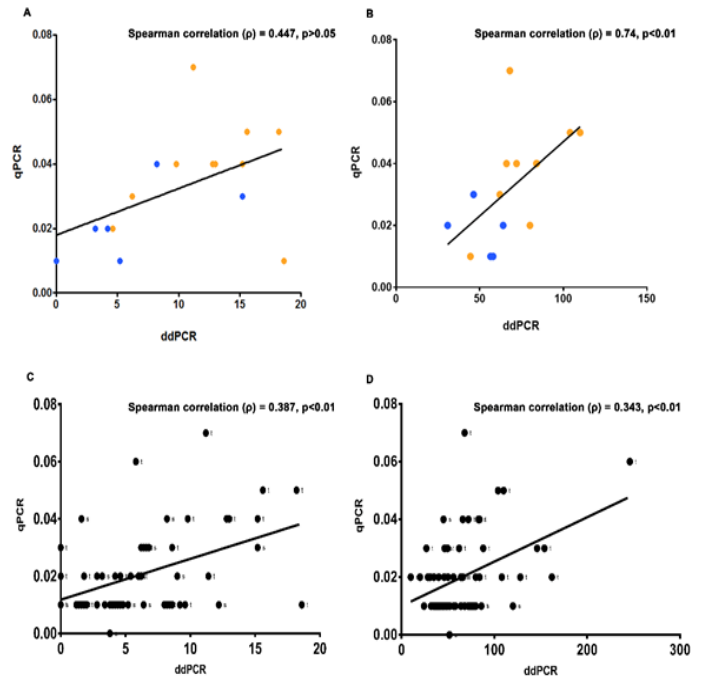 A
Spearman correlation (ρ) = 0.447, p>0.05
0.08
0.06
0.04
0.02
0.00
qPCR
0
5
10
15
20
ddPCR
B
Spearman correlation (ρ) = 0.74, p<0.01
0.08
0.06
0.04
0.02
0.00
qPCR
0
50
100
150
ddPCR
C
Spearman correlation (ρ) = 0.387, p<0.01
0.08
0.06
0.04
0.02
0.00
qPCR
0
5
10
15
20
ddPCR
D
Spearman correlation (ρ) = 0.343, p<0.01
0.08
0.06
0.04
0.02
0.00
qPCR
0
100
200
300
ddPCR